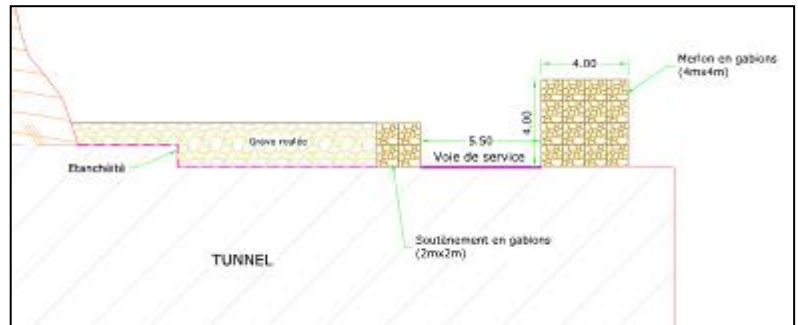 4.00
Merlon en gabions
(4mx4m)
4.00
Grave roulée
5.50
Voie de service
Etanchéité
Soutènement en gabions
(2mx2m)
TUNNEL